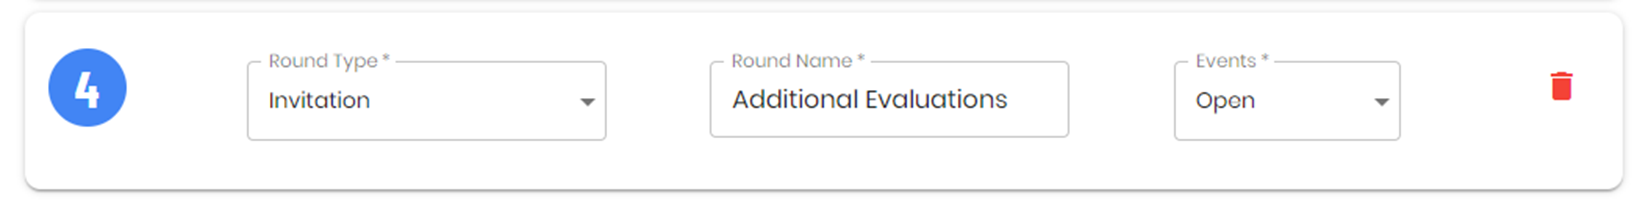 4
Round Type *
Invitation
Round Name *
Additional Evaluations
Events *
Open